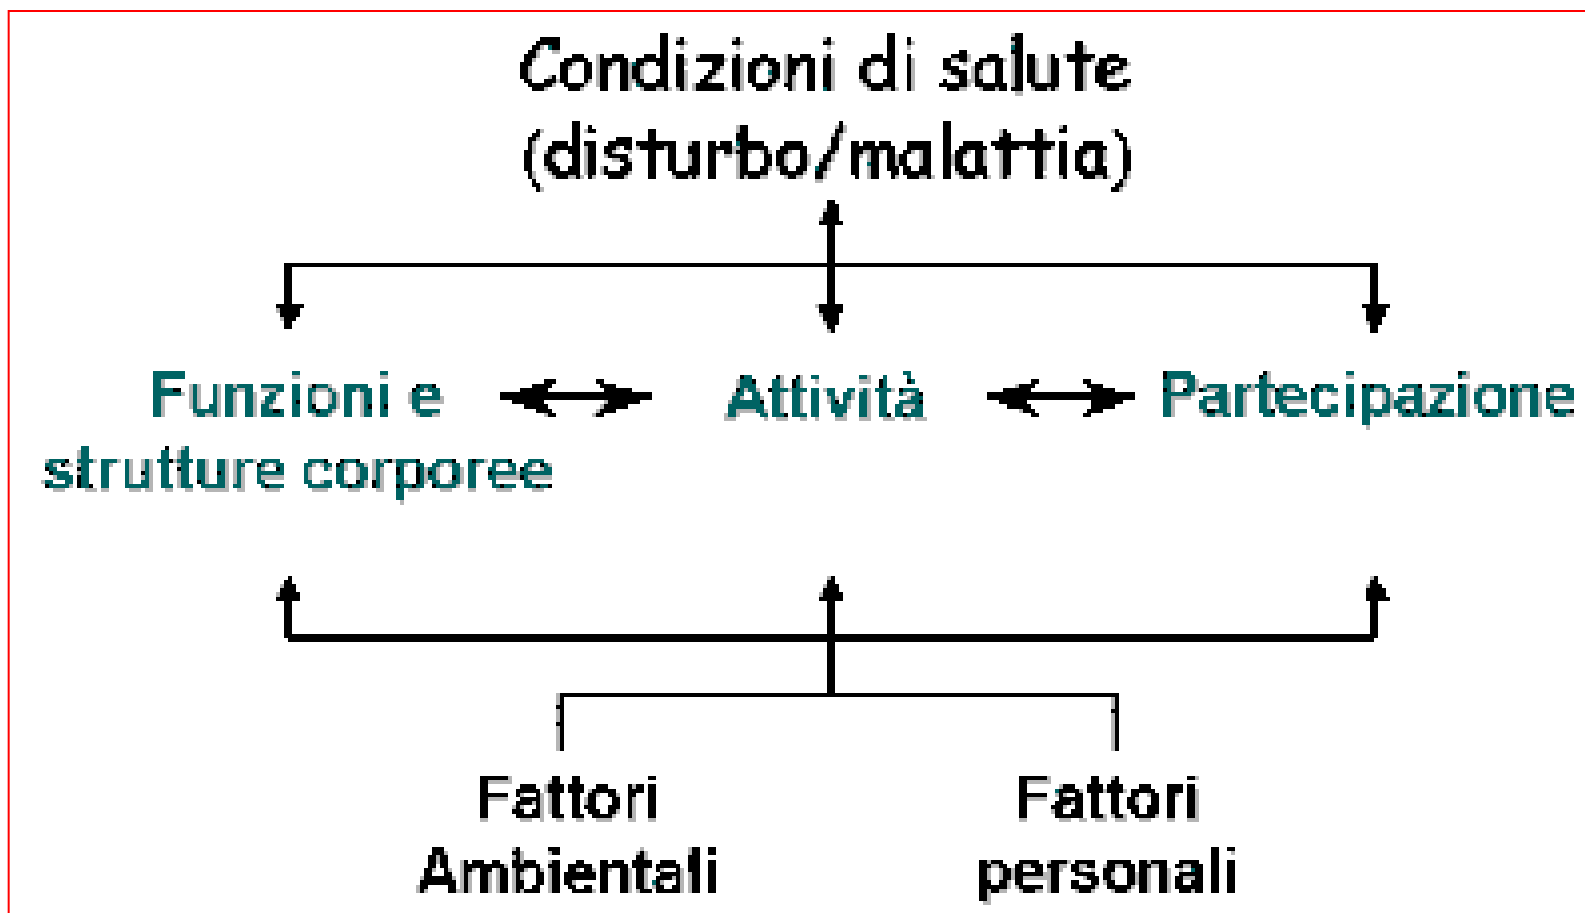 Condizioni di salute
(disturbo/malattia)
Funzioni e
strutture corporee
Attività
Partecipazione
Fattori
Ambientali
Fattori
personali